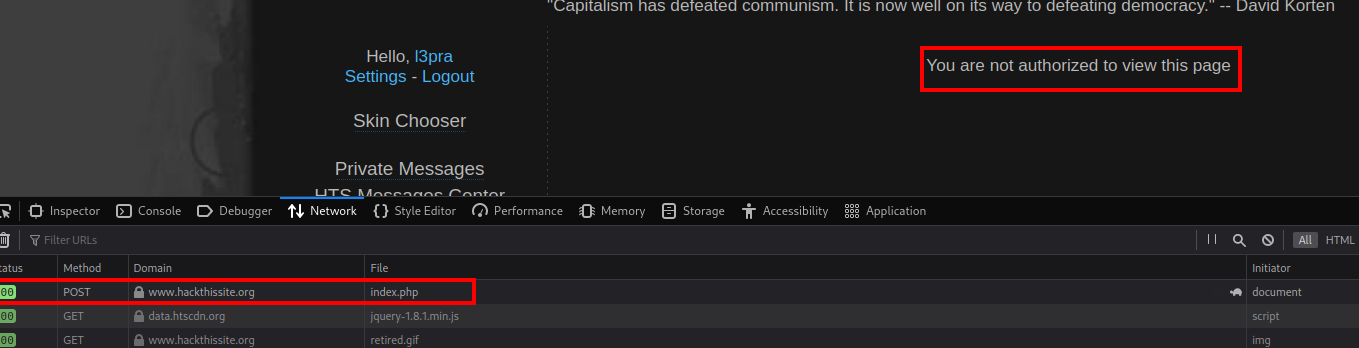 "Capitalism has defeated communism. It is now well on its way to defeating democracy." -- David Korten
Hello, l3pra
Settings - Logout
You are not authorized to view this page
Skin Chooser
Private Messages
HTS Messages Center
Inspector Console Debugger Network Style Editor Performance Memory Storage Accessibility Application
Filter URLs All HTML
Method Domain File Initiator
00 POST www.hackthissite.org index.php document
00 GET data.htscdn.org jquery-1.8.1.min.js script
00 GET www.hackthissite.org retired.gif img